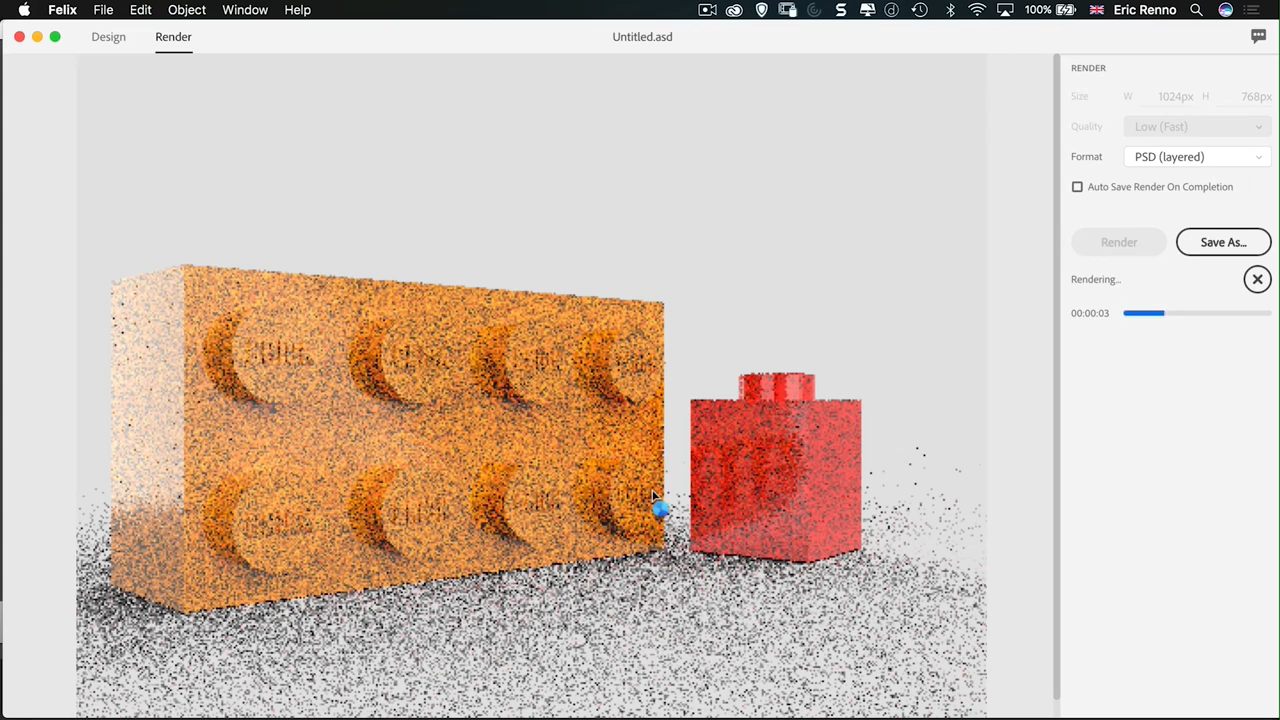 Felix File Edit Object Window Help 100% Eric Renno
Design Render Untitled.asd
RENDER
Size W 1024px H 768px
Quality Low (Fast)
Format PSD (layered)
Auto Save Render On Completion
Render Save As...
Rendering...
00:00:03